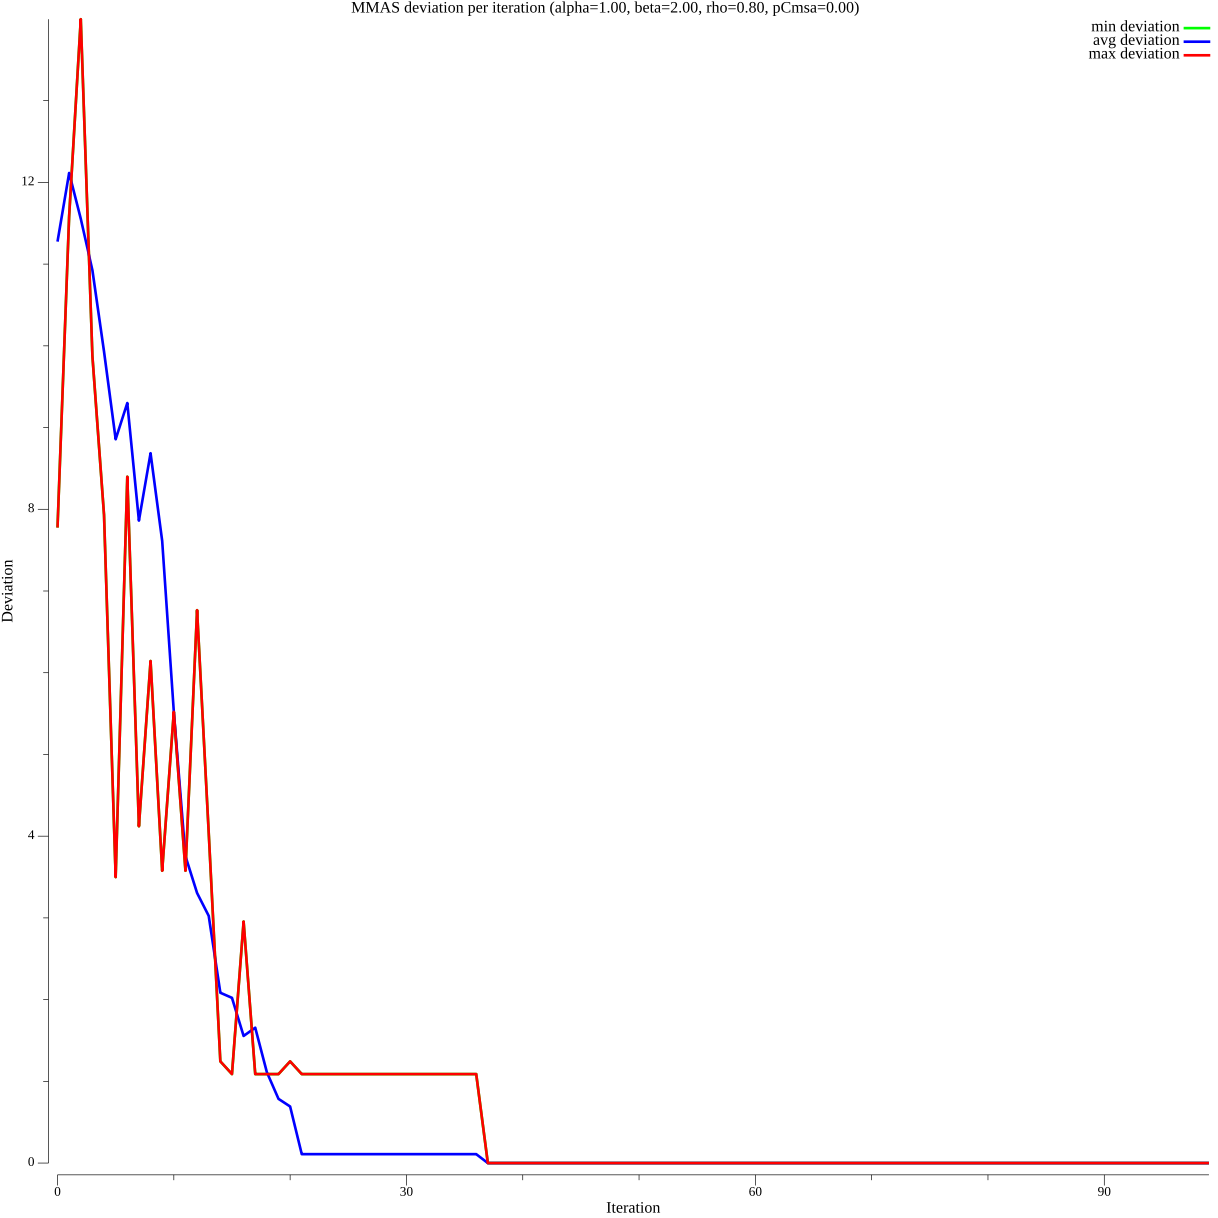 MMAS deviation per iteration (alpha=1.00, beta=2.00, rho=0.80, pCmsa=0.00)
min deviation
avg deviation
max deviation
12
8
4
0
Deviation
0 30 60 90
Iteration